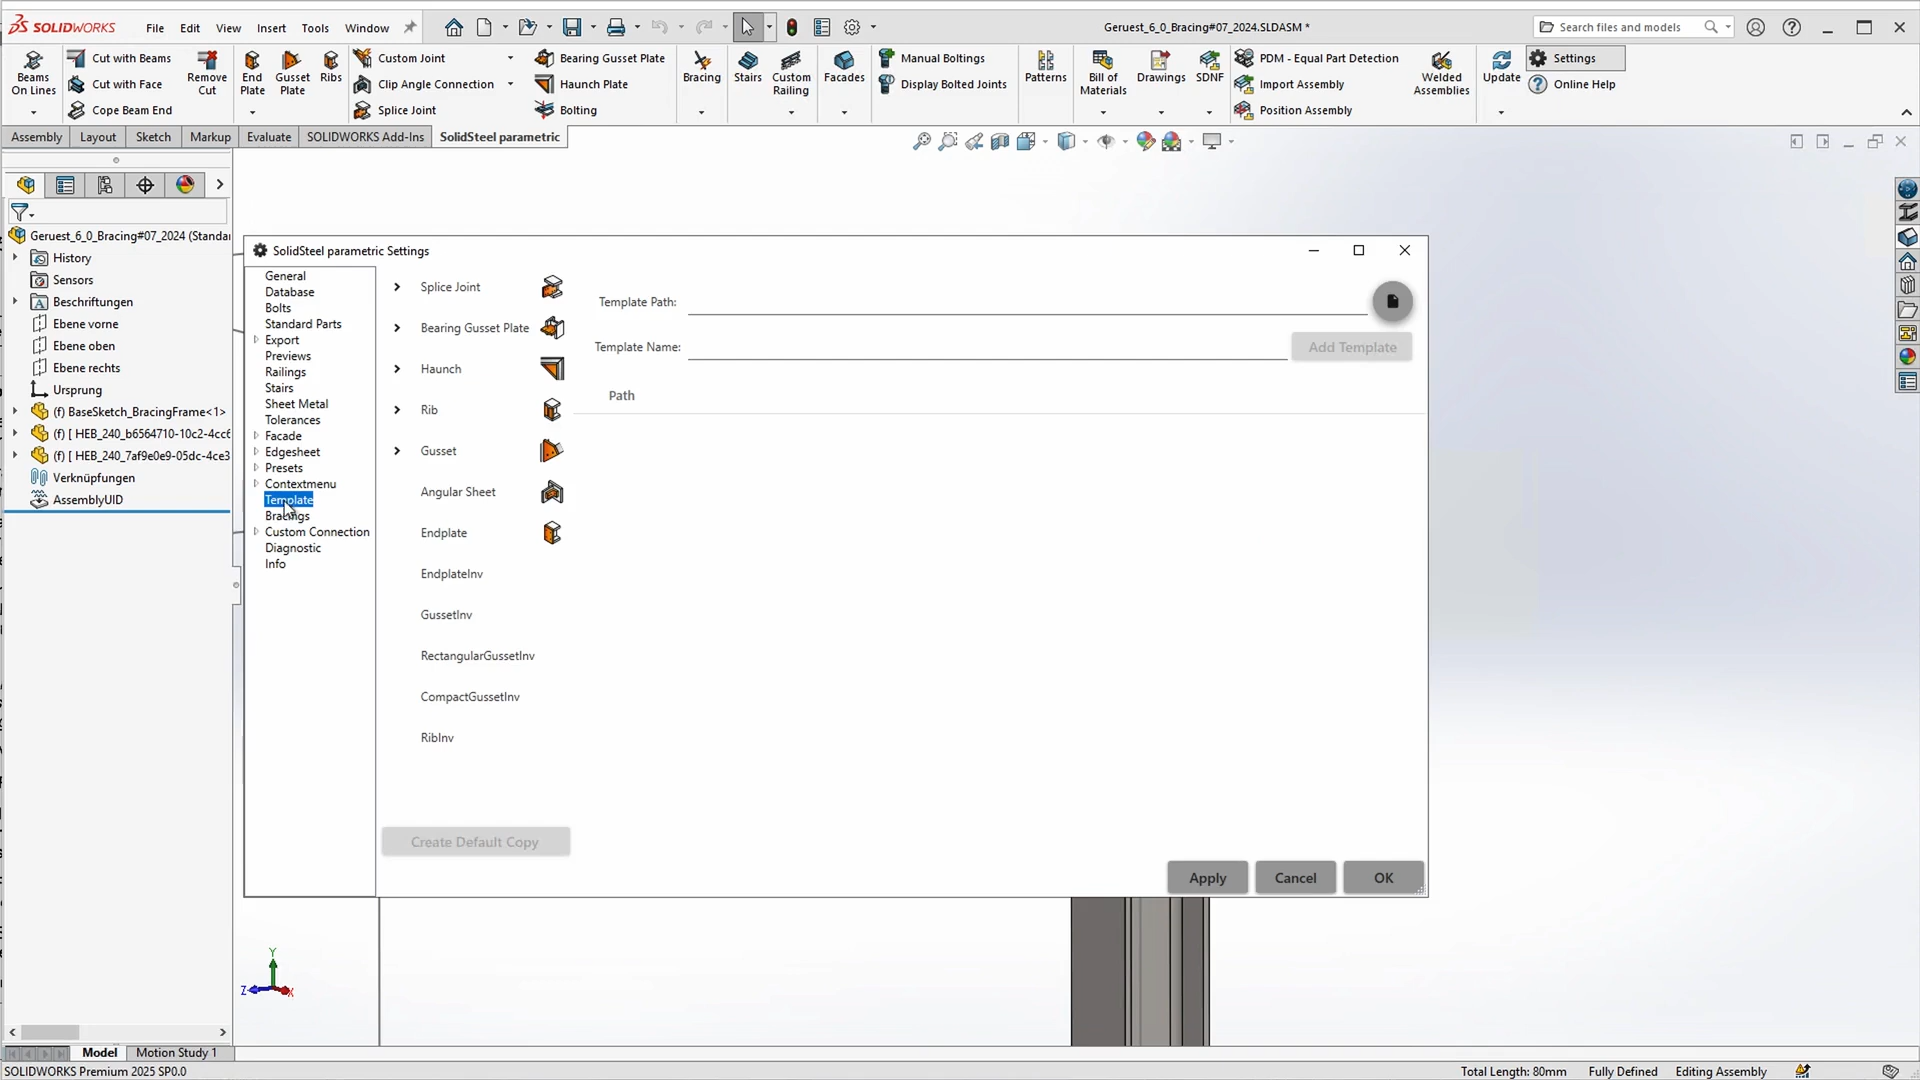 SOLIDWORKS File Edit View Insert Tools Window
Geruest_6_0_Bracing#07_2024.SLDASM *
Search files and models
Beams On Lines
Cut with Beams
Cut with Face
Cope Beam End
Remove Cut
End Plate
Gusset Plate
Ribs
Custom Joint
Clip Angle Connection
Splice Joint
Bearing Gusset Plate
Haunch Plate
Bolting
Bracing
Stairs
Custom Railing
Facades
Manual Boltings
Display Bolted Joints
Patterns
Bill of Materials
Drawings
SDNF
PDM - Equal Part Detection
Import Assembly
Position Assembly
Welded Assemblies
Update
Settings
Online Help
Assembly Layout Sketch Markup Evaluate SOLIDWORKS Add-Ins SolidSteel parametric
Geruest_6_0_Bracing#07_2024 (Standa
History
Sensors
Beschriftungen
Ebene vorne
Ebene oben
Ebene rechts
Ursprung
(f) BaseSketch_BracingFrame<1>
(f) [ HEB_240_b6564710-10c2-4cc6
(f) [ HEB_240_7af9e0e9-05dc-4ce3
Verknüpfungen
AssemblyUID
SolidSteel parametric Settings
General
Database
Bolts
Standard Parts
Export
Previews
Railings
Stairs
Sheet Metal
Tolerances
Facade
Edgesheet
Presets
Contextmenu
Template
Bracings
Custom Connection
Diagnostic
Info
Splice Joint
Bearing Gusset Plate
Haunch
Rib
Gusset
Angular Sheet
Endplate
EndplateInv
GussetInv
RectangularGussetInv
CompactGussetInv
RibInv
Create Default Copy
Template Path:
Template Name:
Add Template
Path
Apply Cancel OK
Y
Z
X
Model Motion Study 1
SOLIDWORKS Premium 2025 SP0.0
Total Length: 80mm Fully Defined Editing Assembly